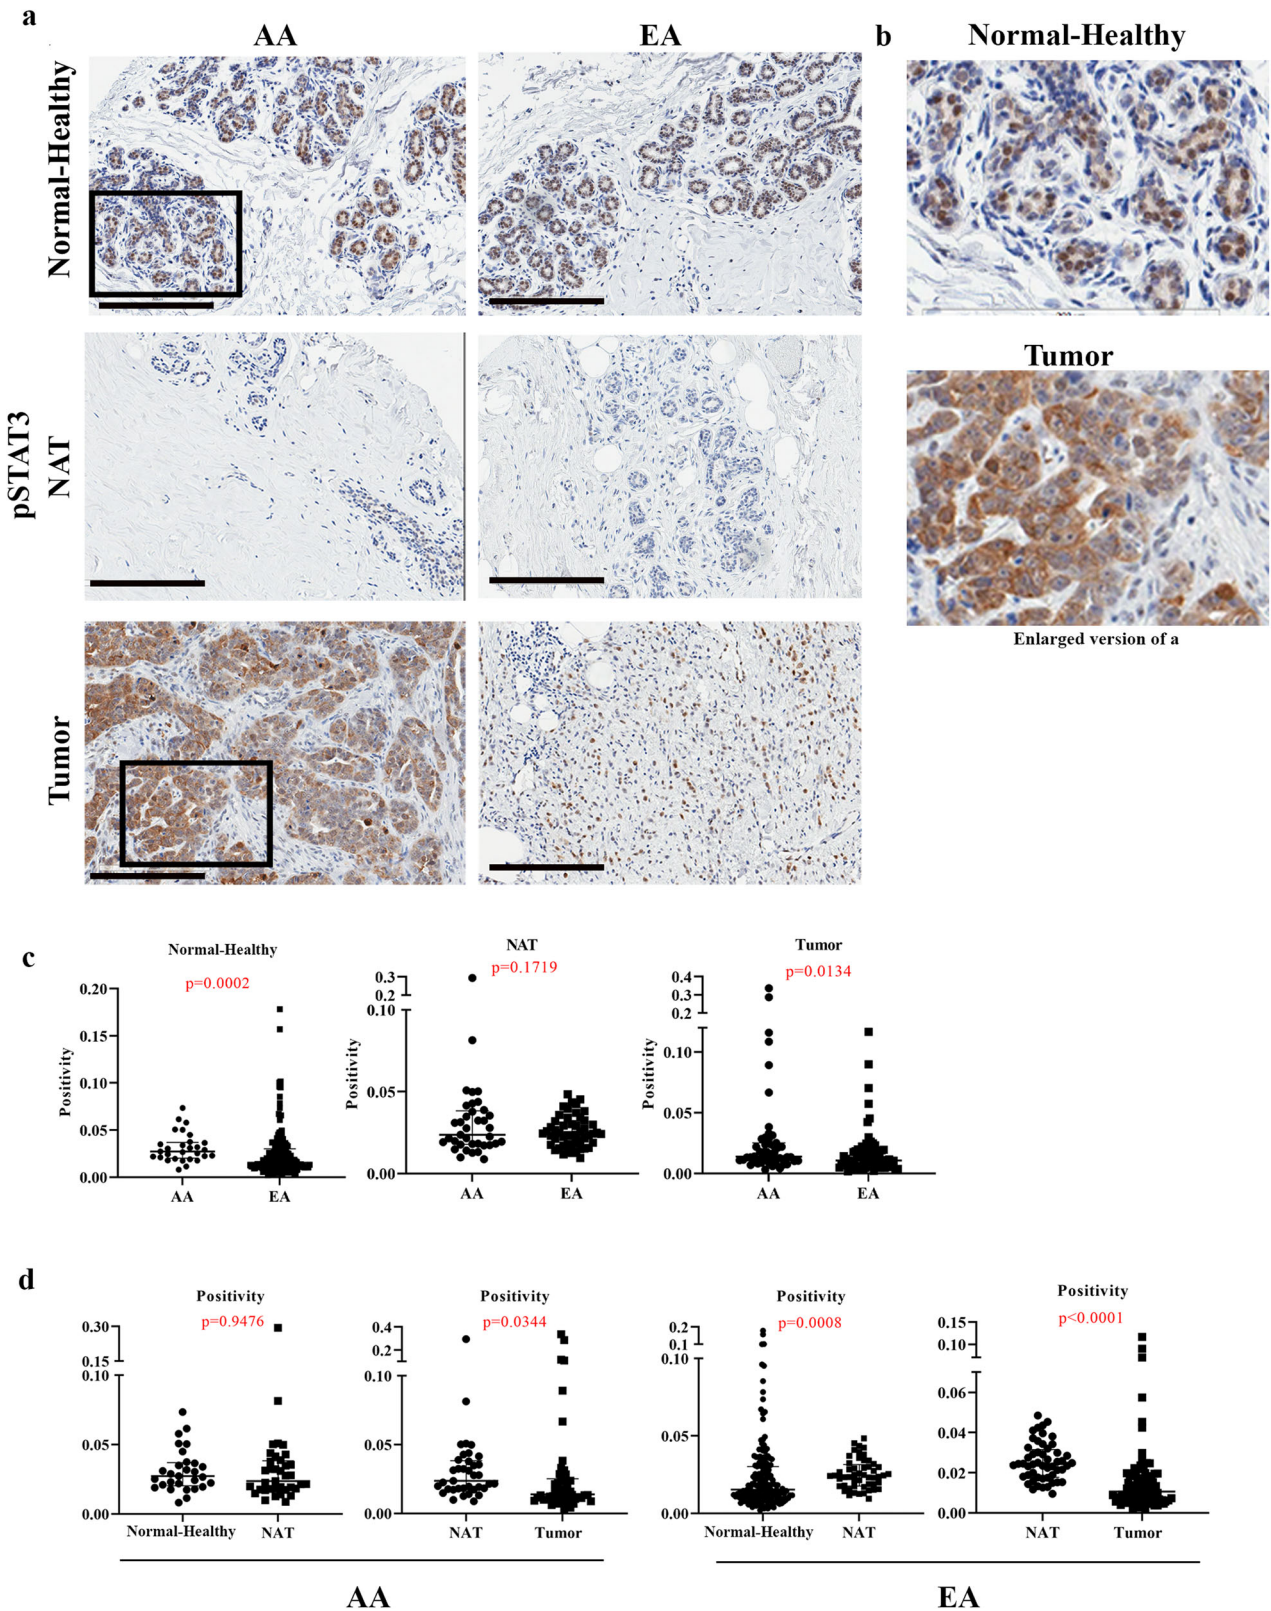 a
AA
EA
b
Normal-Healthy
Normal-Healthy
pSTAT3
NAT
Tumor
Tumor
Enlarged version of a
c
Normal-Healthy
p=0.0002
0.20
0.15
0.10
0.05
0.00
Positivity
AA
EA
NAT
p=0.1719
0.3
0.2
0.10
0.05
0.00
Positivity
AA
EA
Tumor
p=0.0134
0.4
0.3
0.2
0.10
0.05
0.00
Positivity
AA
EA
d
Positivity
p=0.9476
0.30
0.15
0.10
0.05
0.00
Normal-Healthy
NAT
Positivity
p=0.0344
0.4
0.2
0.10
0.05
0.00
NAT
Tumor
AA
Positivity
p=0.0008
0.2
0.1
0.10
0.05
0.00
Normal-Healthy
NAT
Positivity
p<0.0001
0.15
0.10
0.06
0.04
0.02
0.00
NAT
Tumor
EA